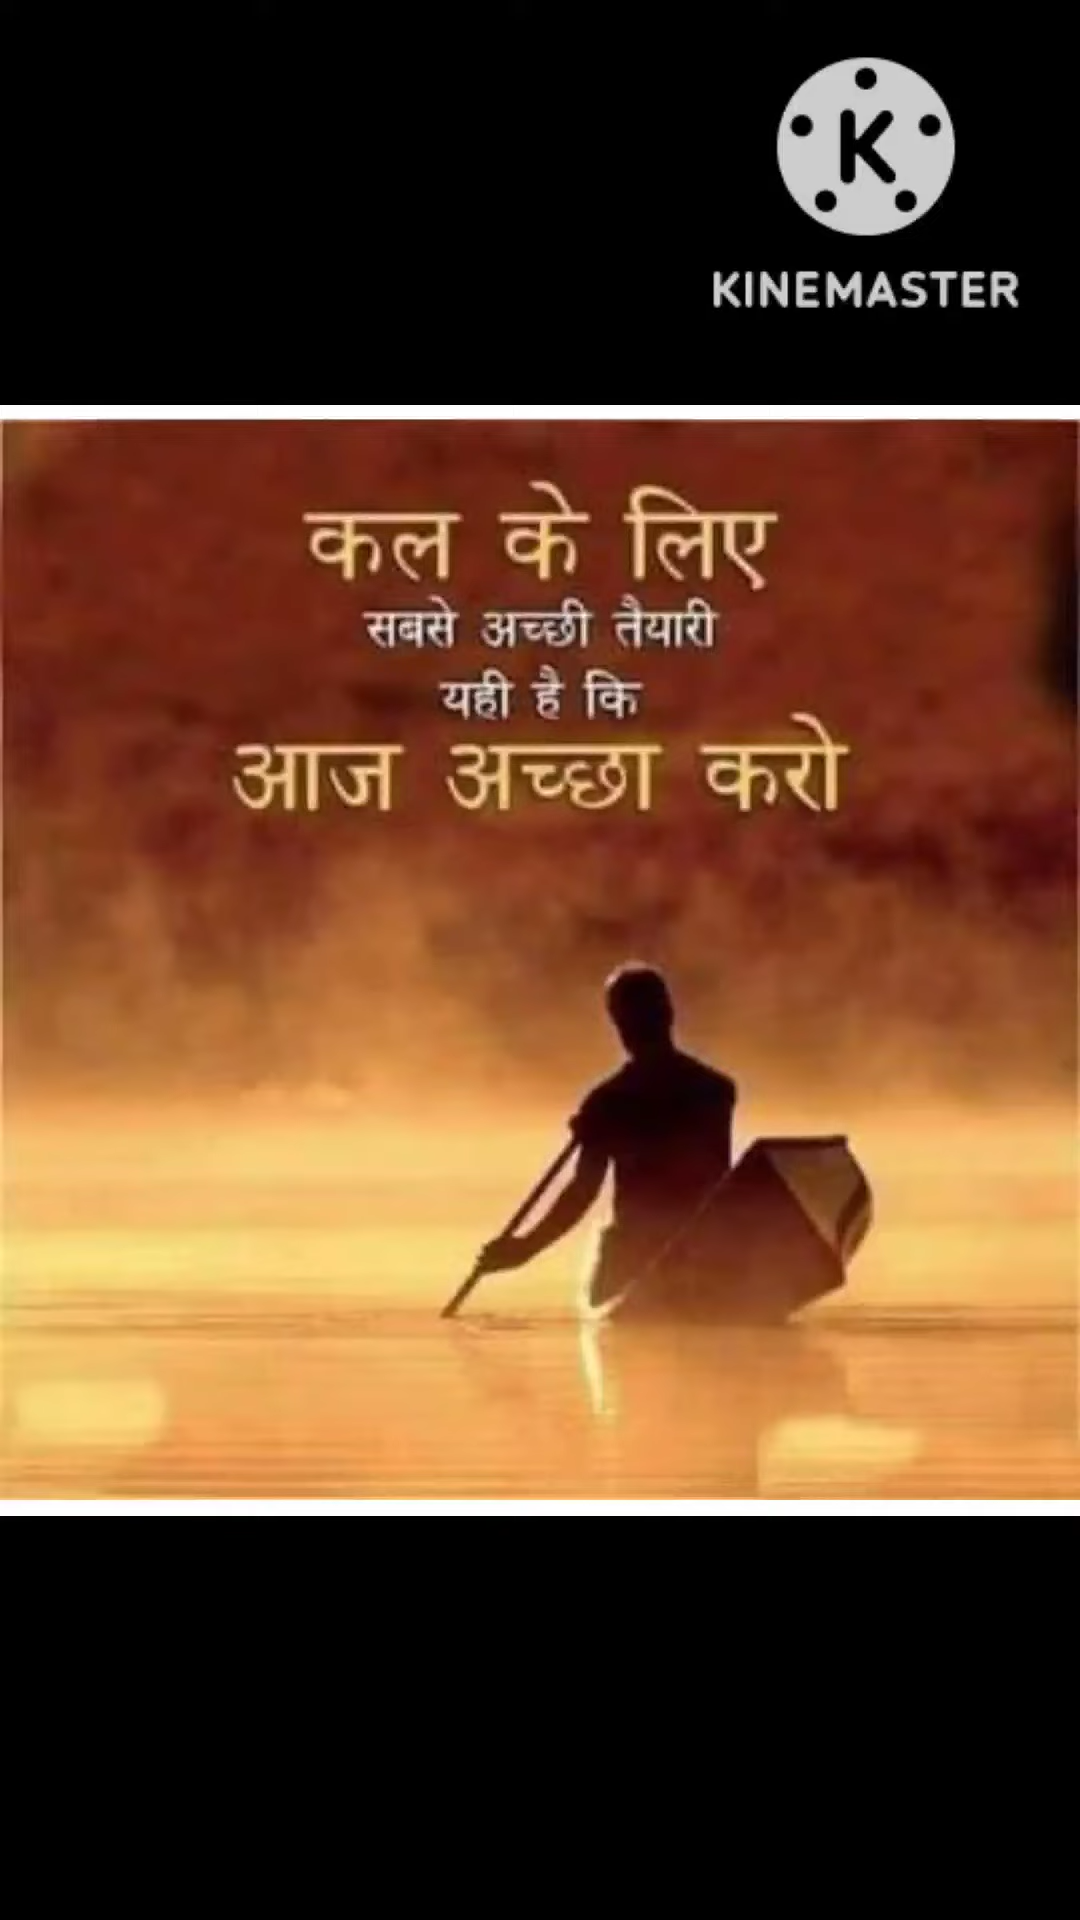 KINEMASTER
कल के लिए
सबसे अच्छी तैयारी
यही है कि
आज अच्छा करो